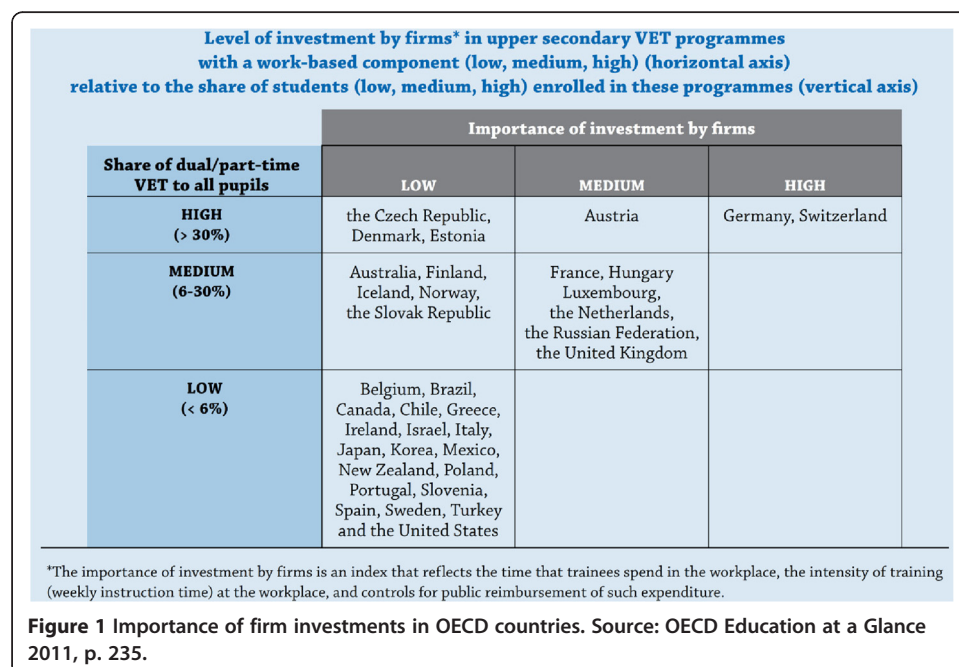 Level of investment by firms* in upper secondary VET programmes
with a work-based component (low, medium, high) (horizontal axis)
relative to the share of students (low, medium, high) enrolled in these programmes (vertical axis)
Importance of investment by firms
Share of dual/part-time
VET to all pupils
LOW
MEDIUM
HIGH
HIGH
(> 30%)
the Czech Republic,
Denmark, Estonia
Austria
Germany, Switzerland
MEDIUM
(6-30%)
Australia, Finland,
Iceland, Norway,
the Slovak Republic
France, Hungary
Luxembourg,
the Netherlands,
the Russian Federation,
the United Kingdom
LOW
(< 6%)
Belgium, Brazil,
Canada, Chile, Greece,
Ireland, Israel, Italy,
Japan, Korea, Mexico,
New Zealand, Poland,
Portugal, Slovenia,
Spain, Sweden, Turkey
and the United States
*The importance of investment by firms is an index that reflects the time that trainees spend in the workplace, the intensity of training
(weekly instruction time) at the workplace, and controls for public reimbursement of such expenditure.
Figure 1 Importance of firm investments in OECD countries. Source: OECD Education at a Glance
2011, p. 235.